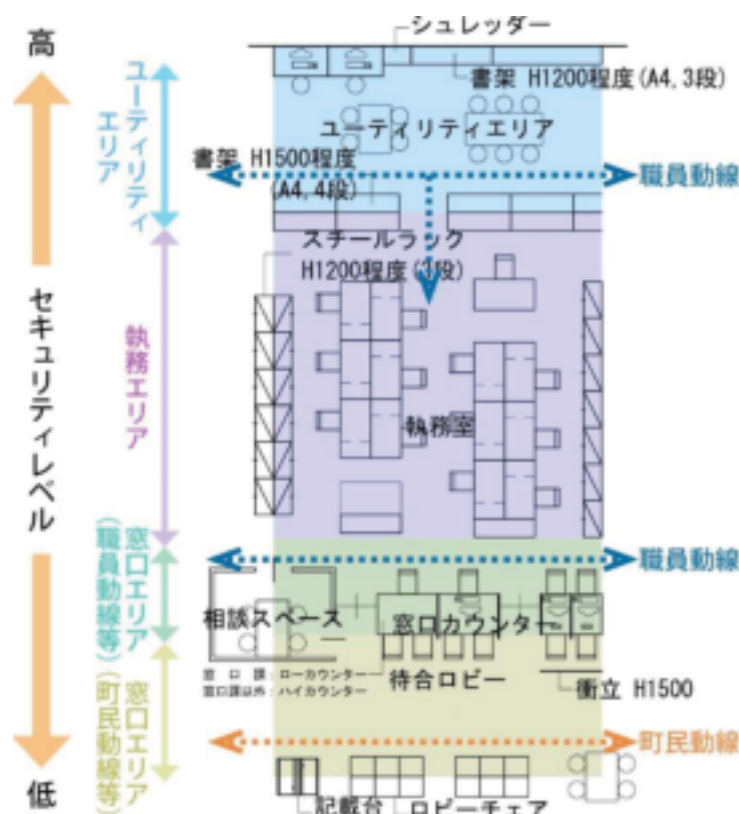 高
セキュリティレベル
低
ユーティリティ
エリア
執務エリア
窓口エリア
(職員動線等)
窓口エリア
(町民動線等)
シュレッダー
書架 H1200程度(A4,3段)
ユーティリティエリア
書架 H1500程度
(A4,4段)
職員動線
スチールラック
H1200程度(3段)
執務室
職員動線
相談スペース
窓口カウンター
窓口課:ローカウンター
窓口課以外:ハイカウンター
待合ロビー
衝立 H1500
町民動線
記載台
ロビーチェア